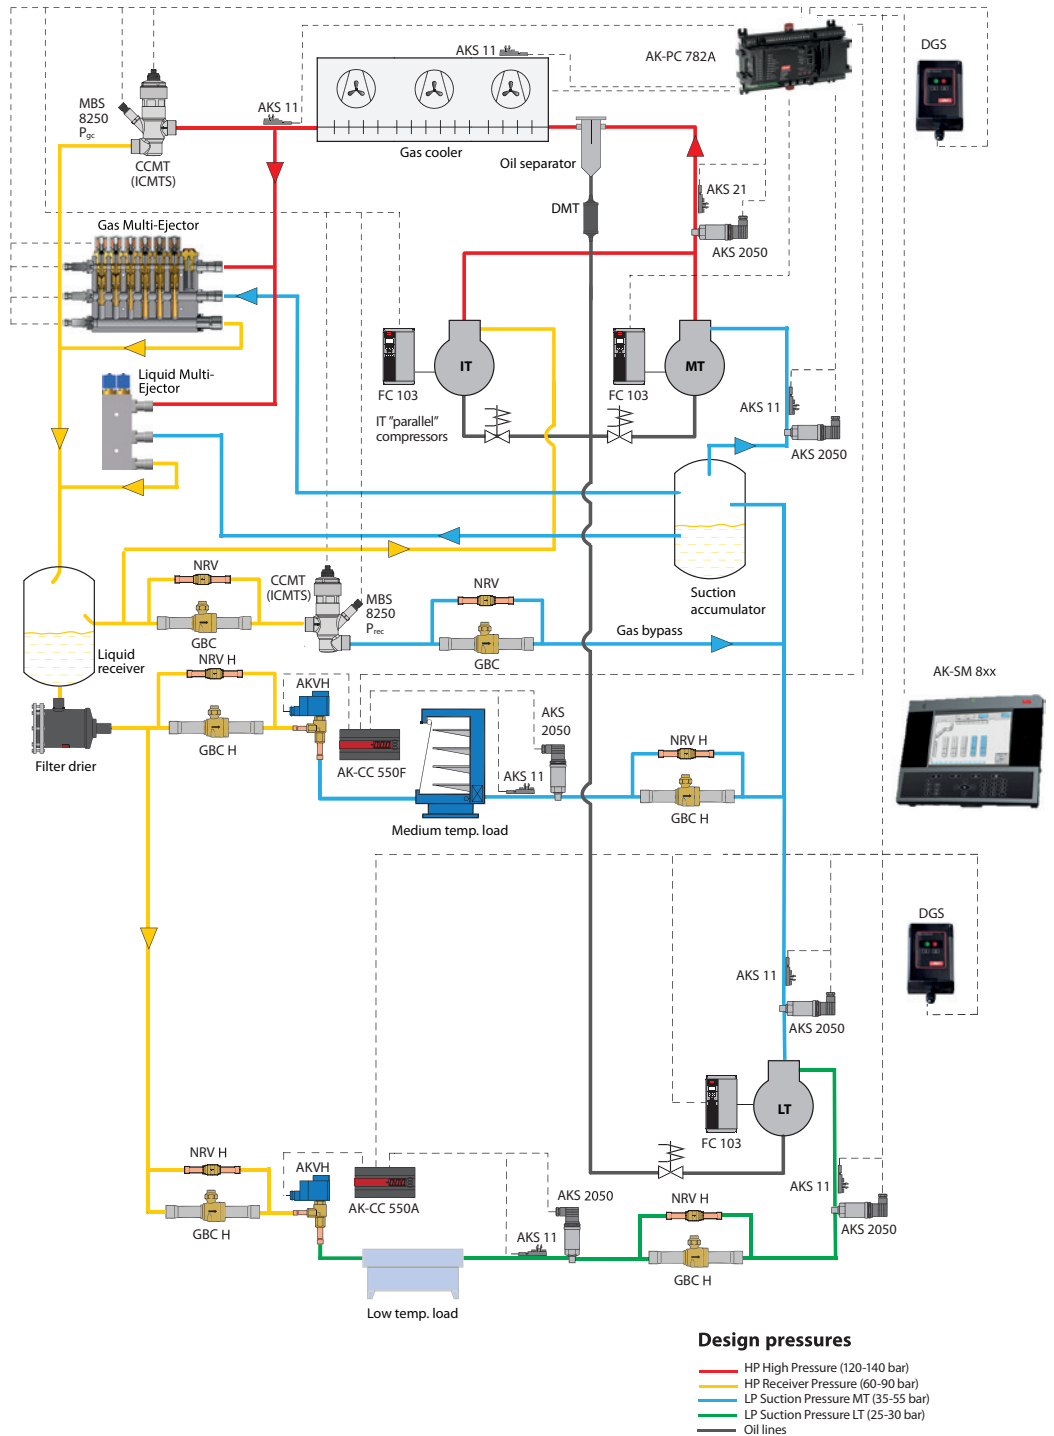 AKS 11
AK-PC 782A
DGS
MBS
8250
Pgc
AKS 11
CCMT
(ICMTS)
Gas cooler
Oil separator
AKS 21
DMT
Gas Multi-Ejector
AKS 2050
IT
MT
Liquid Multi-
Ejector
FC 103
FC 103
AKS 11
IT "parallel"
compressors
AKS 2050
NRV
CCMT
(ICMTS)
MBS
8250
Prec
NRV
Suction
accumulator
GBC
Gas bypass
Liquid
receiver
GBC
NRV H
AK-SM 8xx
AKVH
AKS
2050
GBC H
NRV H
Filter drier
AK-CC 550F
AKS 11
GBC H
Medium temp. load
DGS
AKS 11
AKS 2050
LT
FC 103
NRV H
AKVH
AKS 11
AKS 2050
AK-CC 550A
NRV H
AKS 2050
GBC H
AKS 11
GBC H
Low temp. load
Design pressures
HP High Pressure (120-140 bar)
HP Receiver Pressure (60-90 bar)
LP Suction Pressure MT (35-55 bar)
LP Suction Pressure LT (25-30 bar)
Oil lines